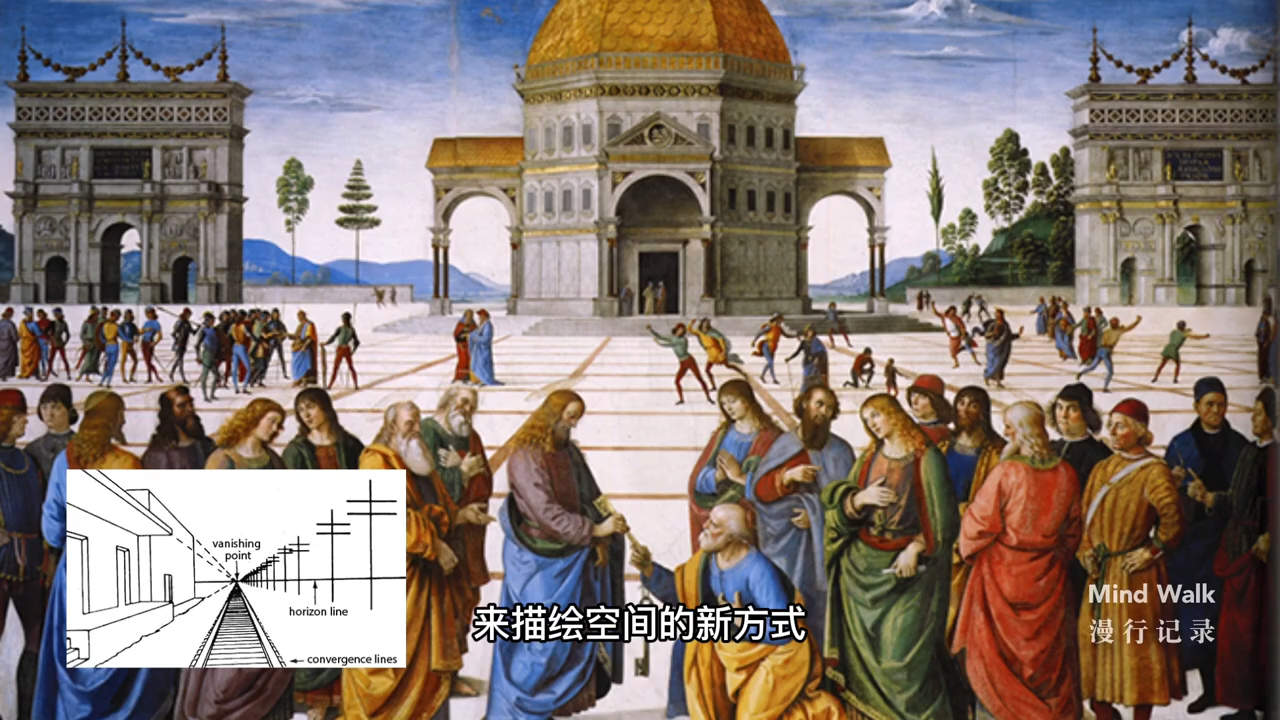 vanishing
point
horizon line
convergence lines
来描绘空间的新方式
Mind Walk
漫行记录